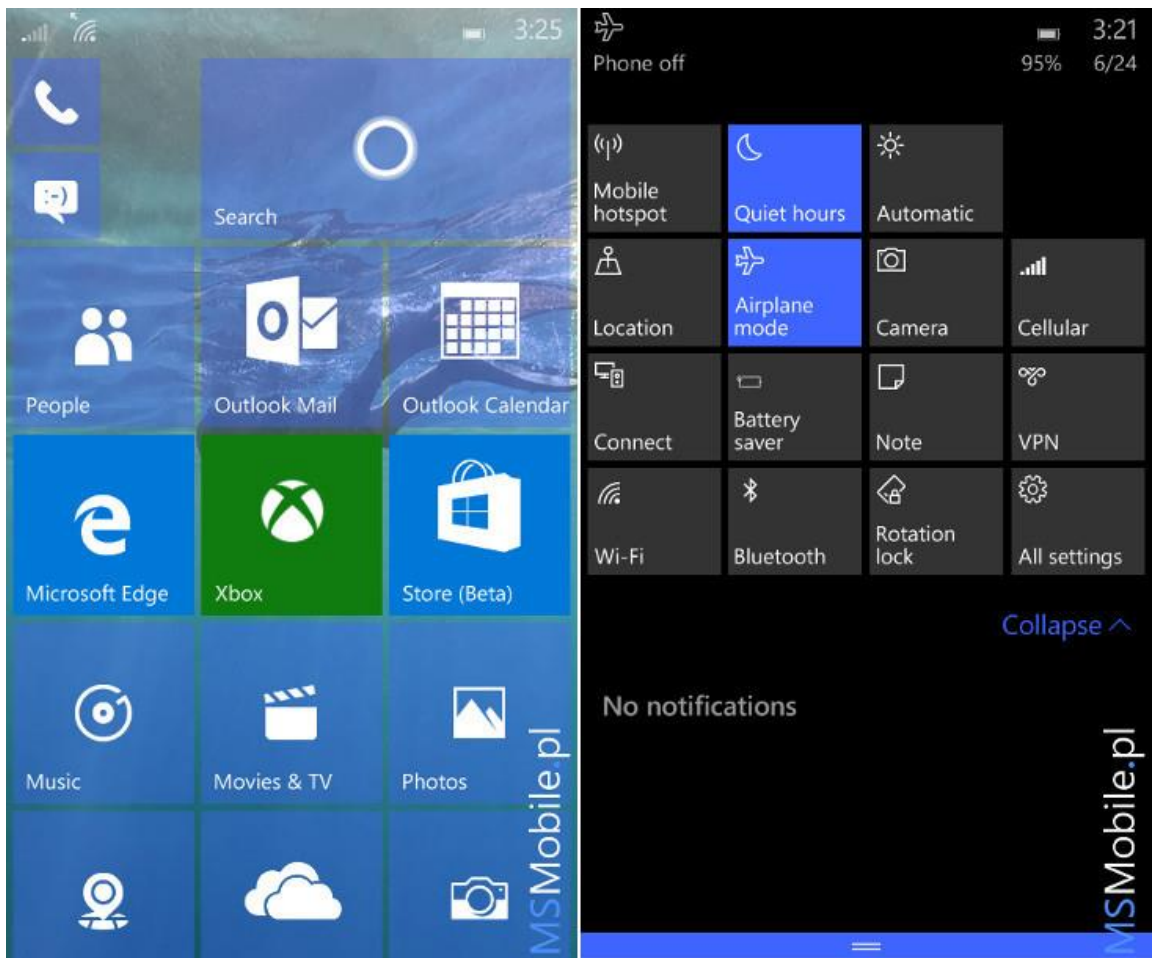 3:25
Search
People
Outlook Mail
Outlook Calendar
Microsoft Edge
Xbox
Store (Beta)
Music
Movies & TV
Photos
MSMobile.pl
3:21
Phone off
95%
6/24
Mobile
hotspot
Quiet hours
Automatic
Location
Airplane
mode
Camera
Cellular
Connect
Battery
saver
Note
VPN
Wi-Fi
Bluetooth
Rotation
lock
All settings
Collapse
No notifications
MSMobile.pl